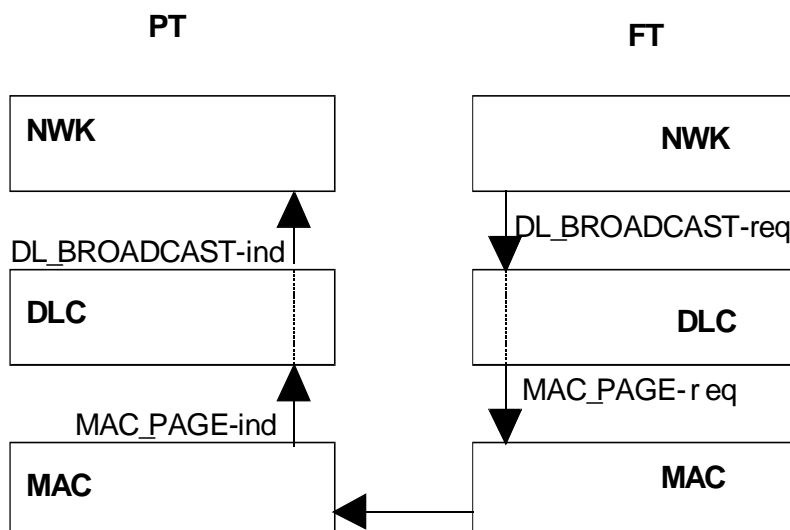 PT
FT
NWK
NWK
DL_BROADCAST-req
DL_BROADCAST-ind
DLC
DLC
MAC_PAGE-r eq
MAC_PAGE-ind
MAC
MAC